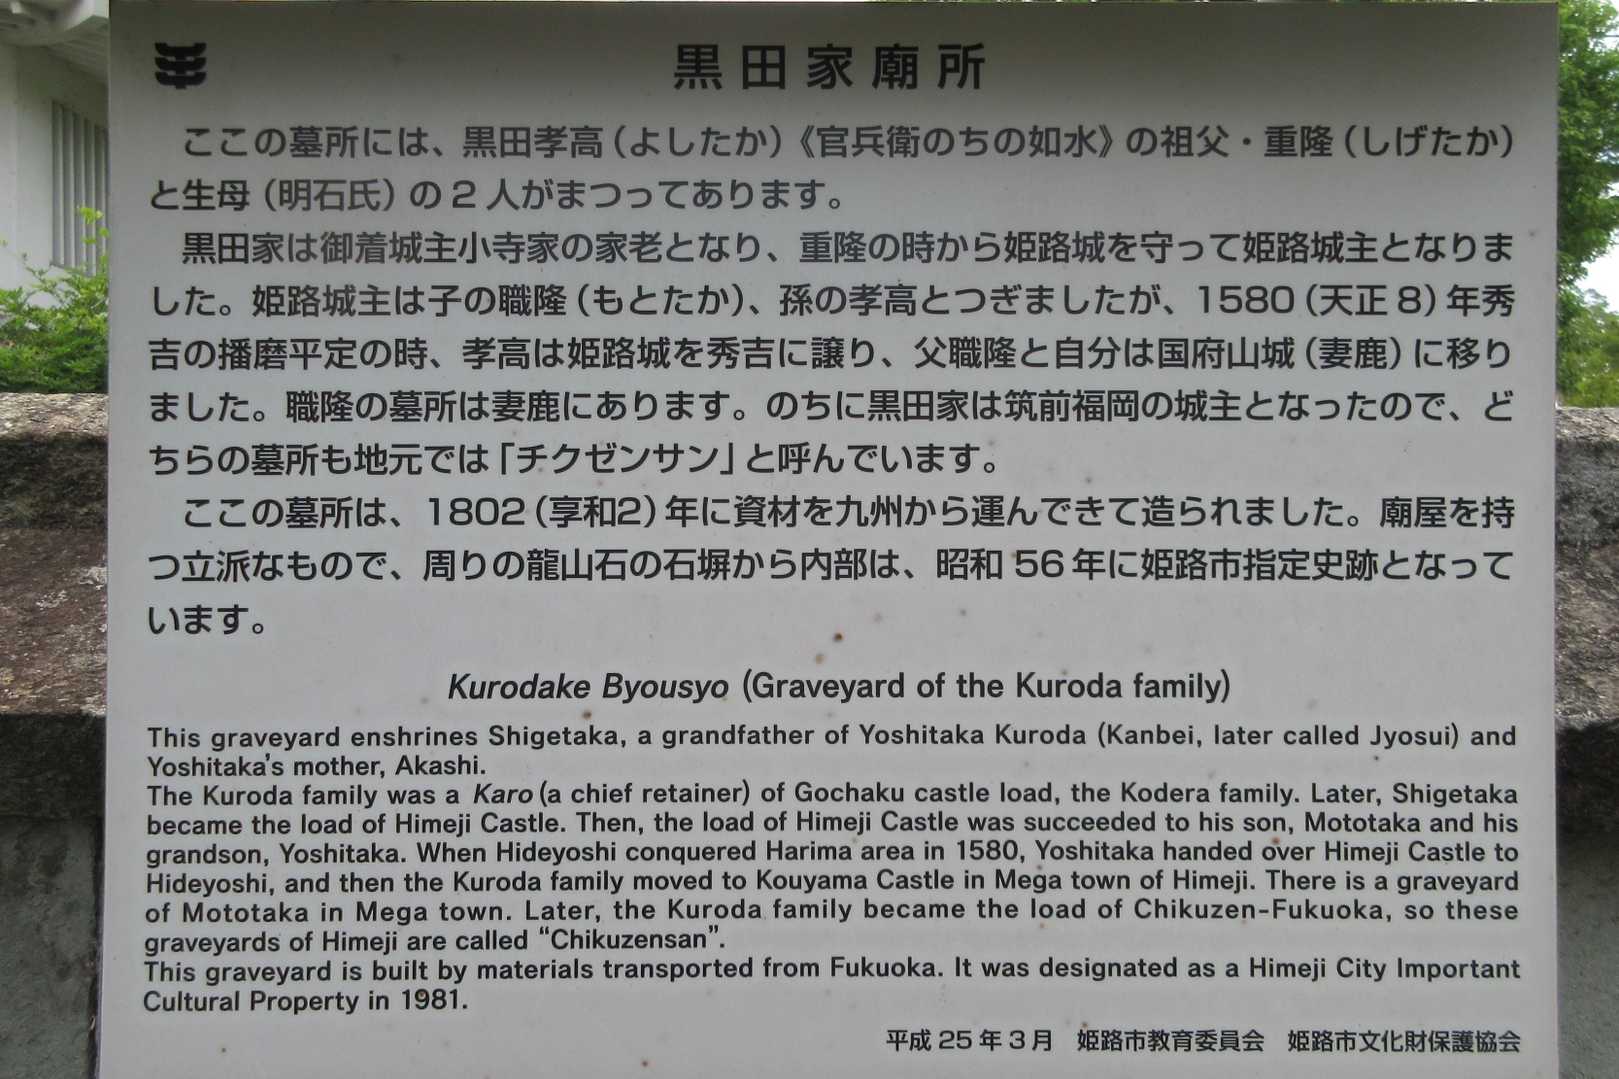 黒田家廟所
ここの墓所には、黒田孝高（よしたか）《官兵衛のちの如水》の祖父・重隆（しげたか）
と生母（明石氏）の2人がまつってあります。
黒田家は御着城主小寺家の家老となり、重隆の時から姫路城を守って姫路城主となりま
した。姫路城主は子の職隆（もとたか）、孫の孝高とつぎましたが、1580（天正8）年秀
吉の播磨平定の時、孝高は姫路城を秀吉に譲り、父職隆と自分は国府山城（妻鹿）に移り
ました。職隆の墓所は妻鹿にあります。のちに黒田家は筑前福岡の城主となったので、ど
ちらの墓所も地元では「チクゼンサン」と呼んでいます。
ここの墓所は、1802（享和2）年に資材を九州から運んできて造られました。廟屋を持
つ立派なもので、周りの龍山石の石塀から内部は、昭和56年に姫路市指定史跡となって
います。
Kurodake Byousyo (Graveyard of the Kuroda family)
This graveyard enshrines Shigetaka, a grandfather of Yoshitaka Kuroda (Kanbei, later called Jyosui) and
Yoshitaka's mother, Akashi.
The Kuroda family was a Karo (a chief retainer) of Gochaku castle load, the Kodera family. Later, Shigetaka
became the load of Himeji Castle. Then, the load of Himeji Castle was succeeded to his son, Mototaka and his
grandson, Yoshitaka. When Hideyoshi conquered Harima area in 1580, Yoshitaka handed over Himeji Castle to
Hideyoshi, and then the Kuroda family moved to Kouyama Castle in Mega town of Himeji. There is a graveyard
of Mototaka in Mega town. Later, the Kuroda family became the load of Chikuzen-Fukuoka, so these
graveyards of Himeji are called “Chikuzensan”.
This graveyard is built by materials transported from Fukuoka. It was designated as a Himeji City Important
Cultural Property in 1981.
平成25年3月　姫路市教育委員会　姫路市文化財保護協会